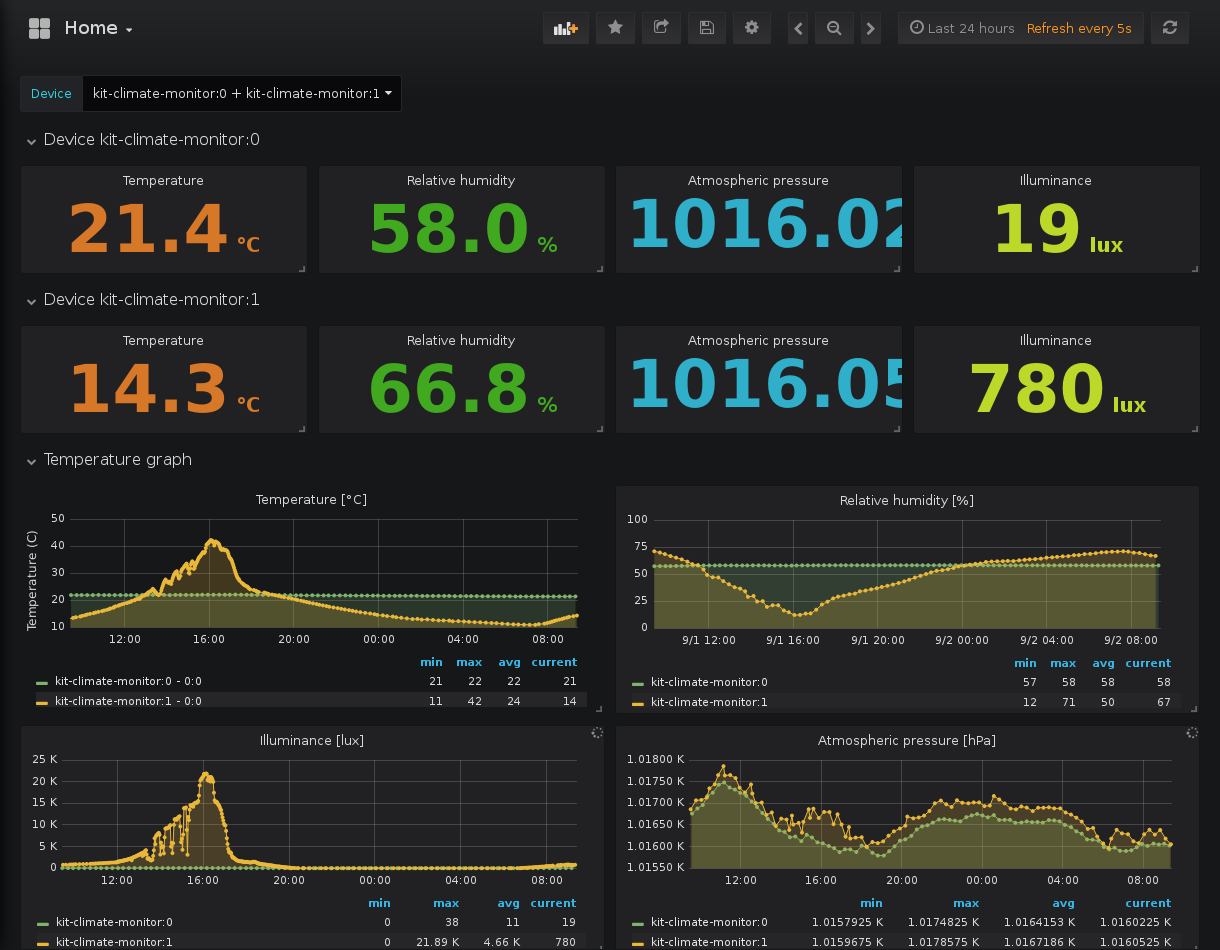 Home
Last 24 hours Refresh every 5s
Device kit-climate-monitor:0 + kit-climate-monitor:1
Device kit-climate-monitor:0
Temperature Relative humidity Atmospheric pressure Illuminance
21.4 °C 58.0 % 1016.02 19 lux
Device kit-climate-monitor:1
Temperature Relative humidity Atmospheric pressure Illuminance
14.3 °C 66.8 % 1016.05 780 lux
Temperature graph
Temperature [°C]
Temperature (C)
50
40
30
20
10
12:00 16:00 20:00 00:00 04:00 08:00
min max avg current
kit-climate-monitor:0 - 0:0 21 22 22 21
kit-climate-monitor:1 - 0:0 11 42 24 14
Relative humidity [%]
100
75
50
25
0
9/1 12:00 9/1 16:00 9/1 20:00 9/2 00:00 9/2 04:00 9/2 08:00
min max avg current
kit-climate-monitor:0 57 58 58 58
kit-climate-monitor:1 12 71 50 67
Illuminance [lux]
25 K
20 K
15 K
10 K
5 K
0
12:00 16:00 20:00 00:00 04:00 08:00
min max avg current
kit-climate-monitor:0 0 38 11 19
kit-climate-monitor:1 0 21.89 K 4.66 K 780
Atmospheric pressure [hPa]
1.01800 K
1.01750 K
1.01700 K
1.01650 K
1.01600 K
1.01550 K
12:00 16:00 20:00 00:00 04:00 08:00
min max avg current
kit-climate-monitor:0 1.0157925 K 1.0174825 K 1.0164153 K 1.0160225 K
kit-climate-monitor:1 1.0159675 K 1.0178575 K 1.0167186 K 1.0160525 K